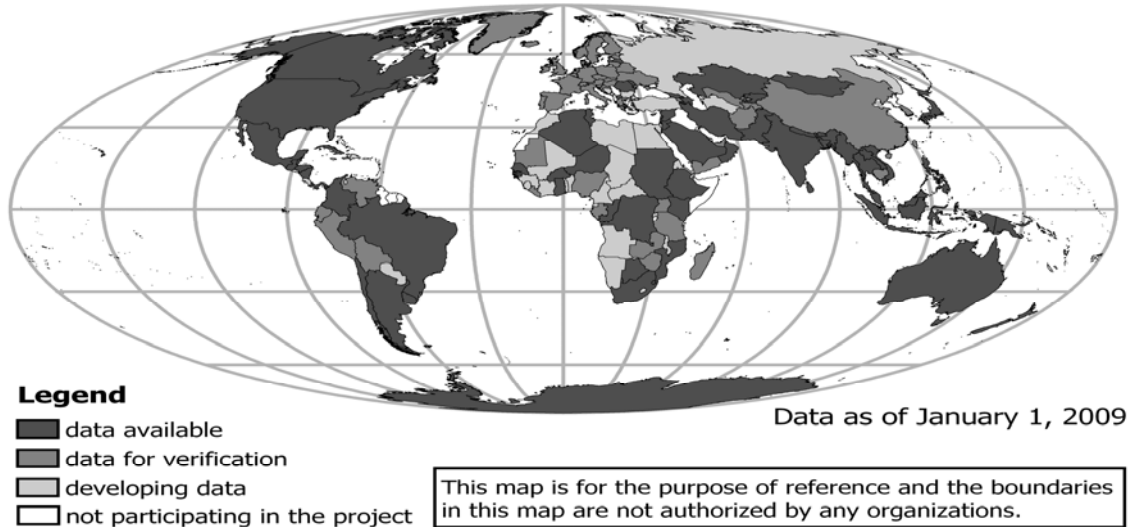 Legend
data available
data for verification
developing data
not participating in the project
Data as of January 1, 2009
This map is for the purpose of reference and the boundaries
in this map are not authorized by any organizations.